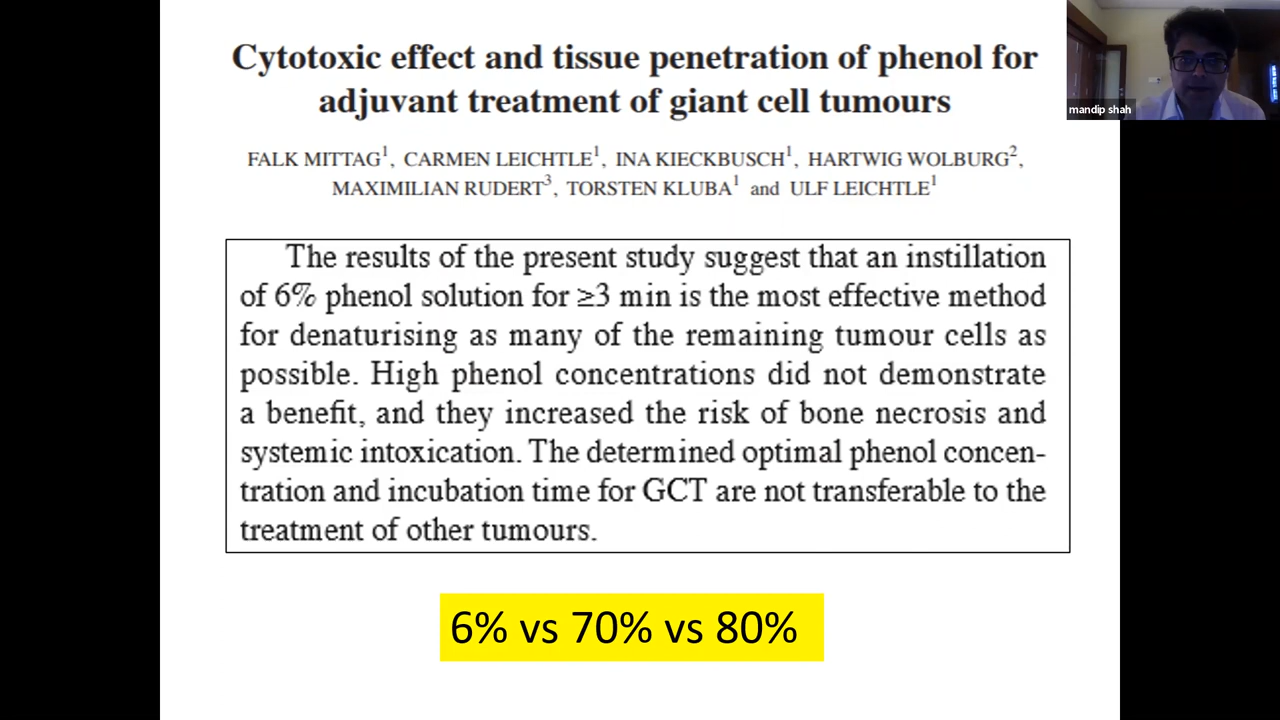 Cytotoxic effect and tissue penetration of phenol for
adjuvant treatment of giant cell tumours
FALK MITTAG1, CARMEN LEICHTLE1, INA KIECKBUSCH1, HARTWIG WOLBURG2,
MAXIMILIAN RUDERT3, TORSTEN KLUBA1 and ULF LEICHTLE1
The results of the present study suggest that an instillation
of 6% phenol solution for ≥3 min is the most effective method
for denaturising as many of the remaining tumour cells as
possible. High phenol concentrations did not demonstrate
a benefit, and they increased the risk of bone necrosis and
systemic intoxication. The determined optimal phenol concen-
tration and incubation time for GCT are not transferable to the
treatment of other tumours.
6% vs 70% vs 80%
mandip shah